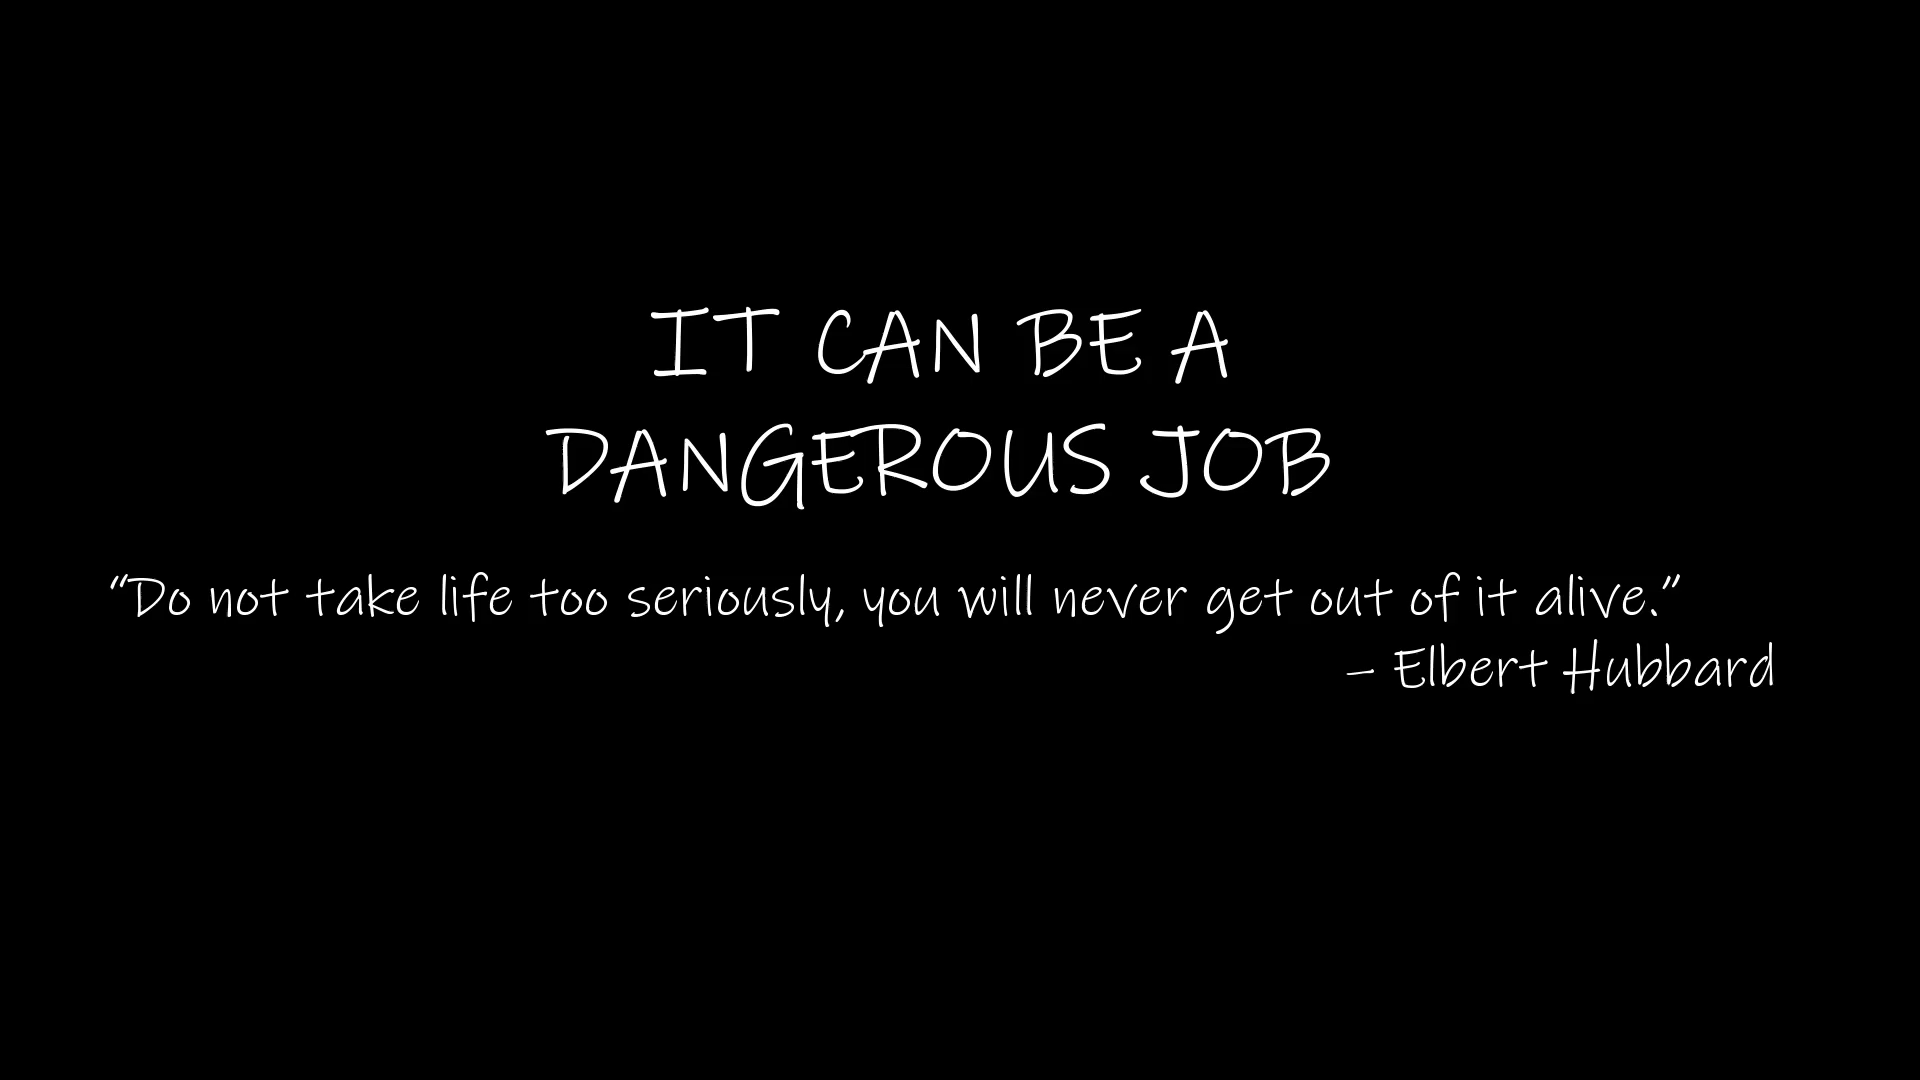 IT CAN BE A
DANGEROUS JOB
“Do not take life too seriously, you will never get out of it alive.”
– Elbert Hubbard